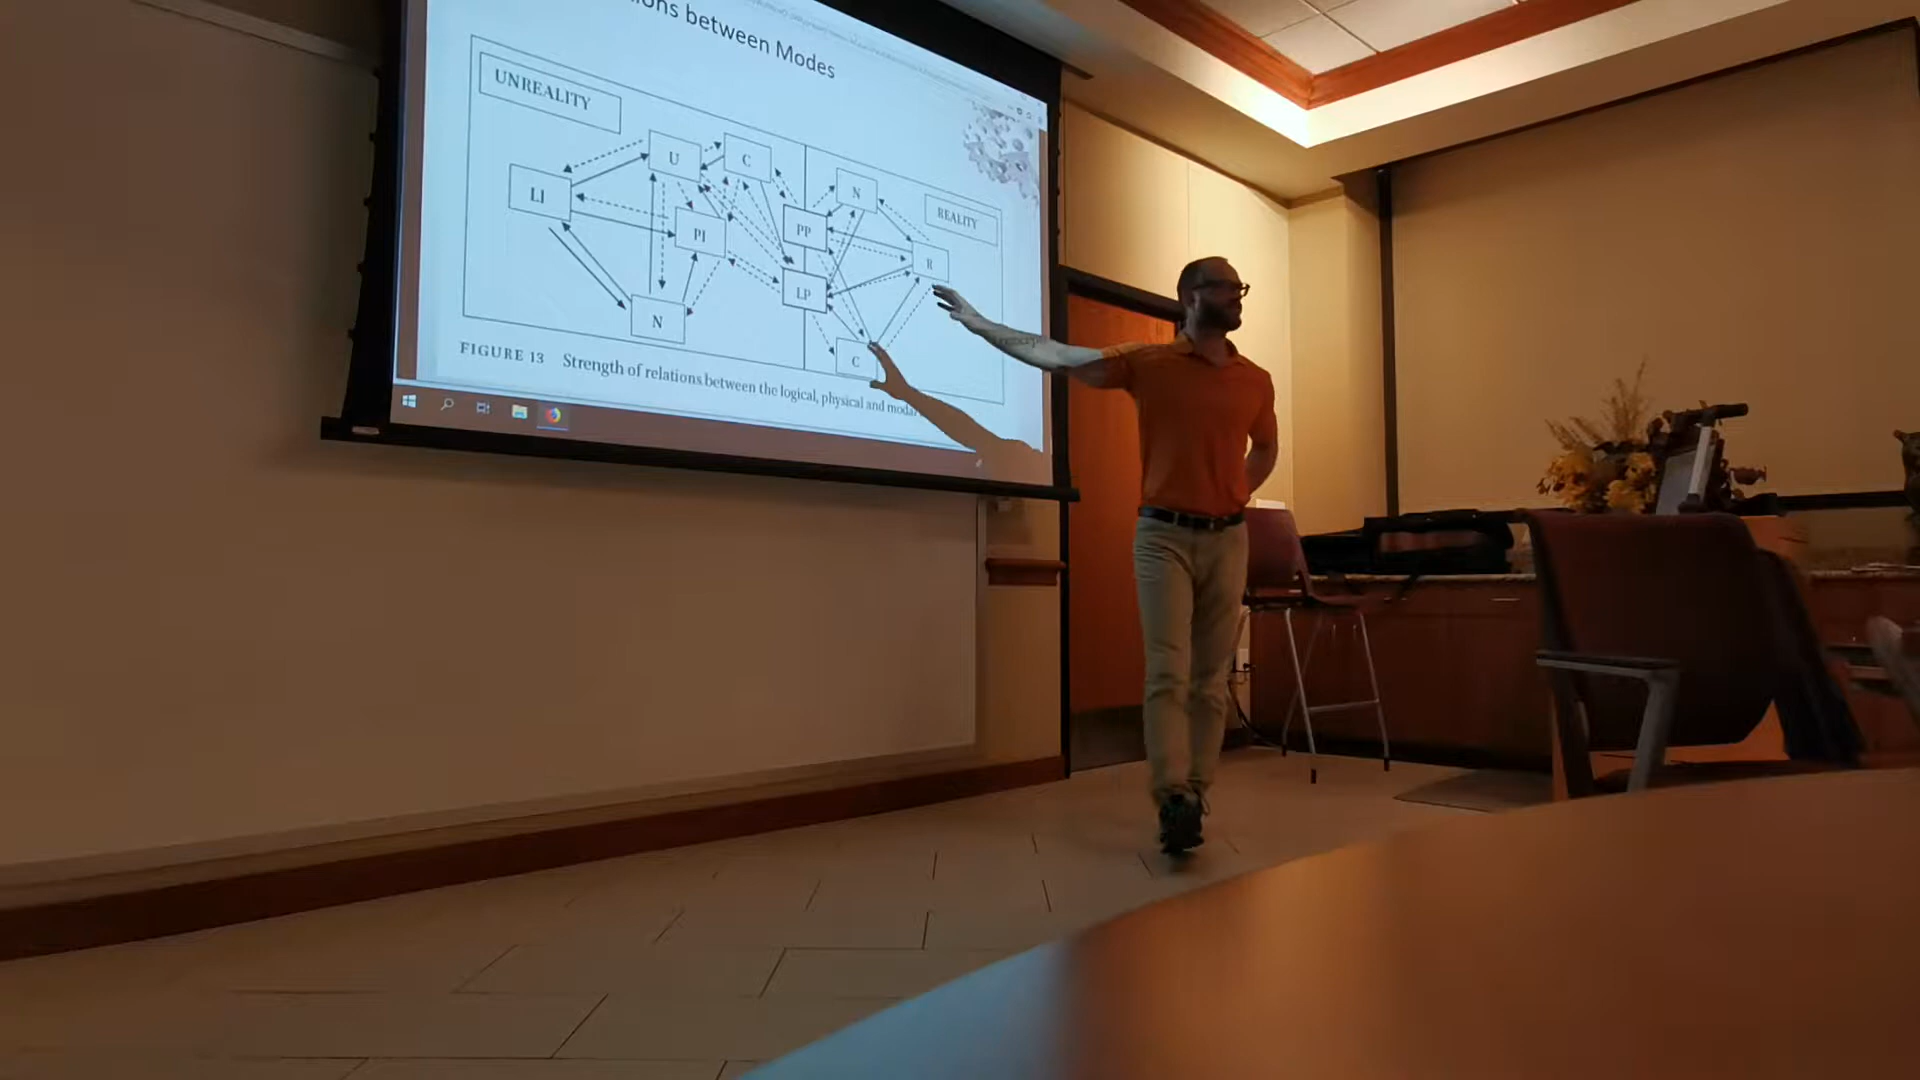 ons between Modes
UNREALITY
U
C
N
REALITY
LI
PI
PP
R
LP
N
C
FIGURE 13 Strength of relations between the logical, physical and modal